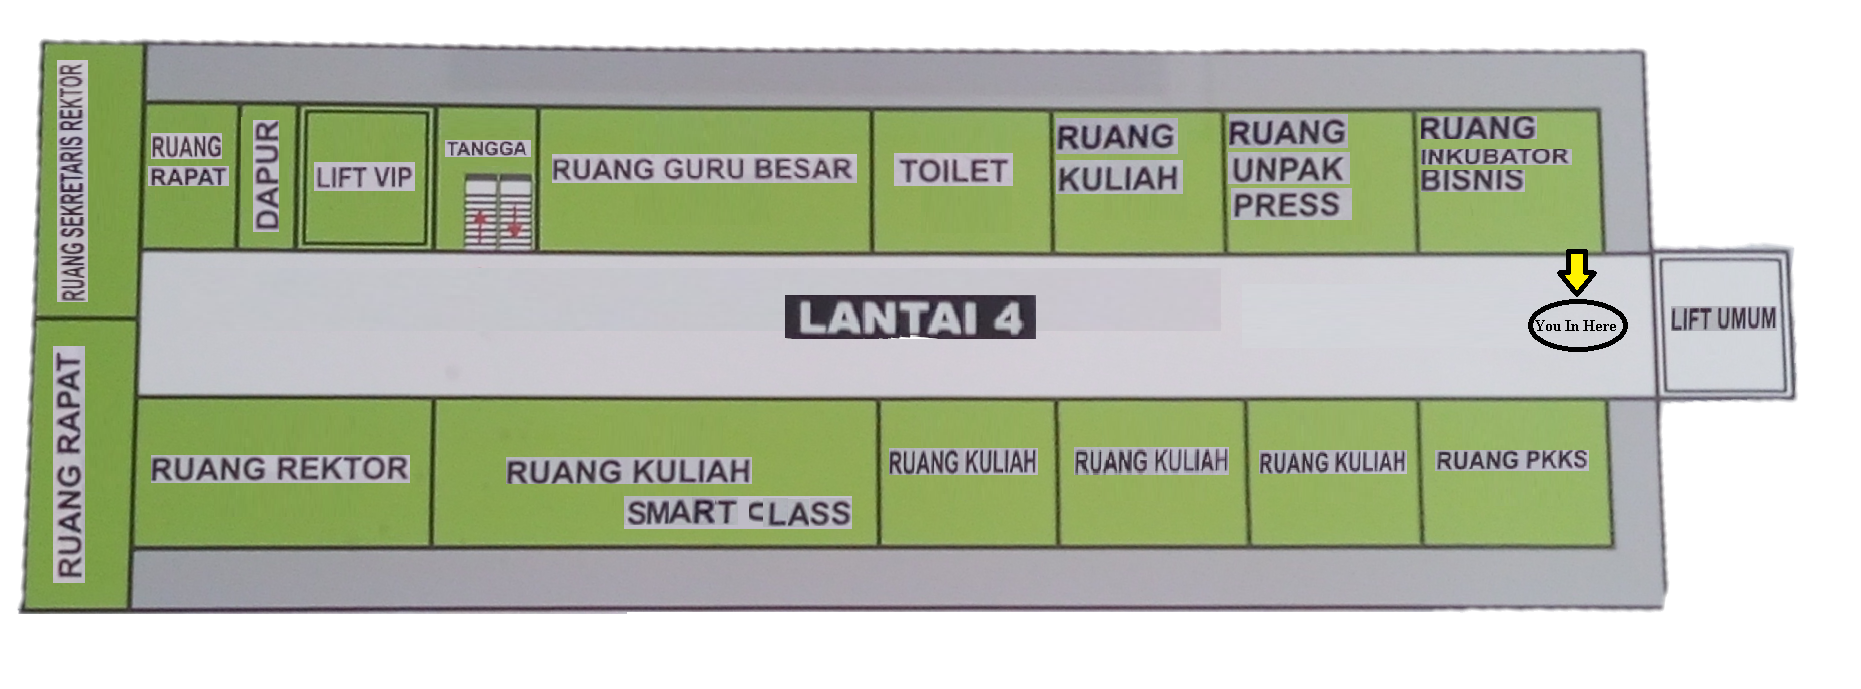 RUANG SEKRETARIS REKTOR
RUANG
RAPAT
DAPUR
LIFT VIP
TANGGA
RUANG GURU BESAR
TOILET
RUANG
KULIAH
RUANG
UNPAK
PRESS
RUANG
INKUBATOR
BISNIS
LANTAI 4
You In Here
LIFT UMUM
RUANG RAPAT
RUANG REKTOR
RUANG KULIAH
SMART CLASS
RUANG KULIAH
RUANG KULIAH
RUANG KULIAH
RUANG PKKS